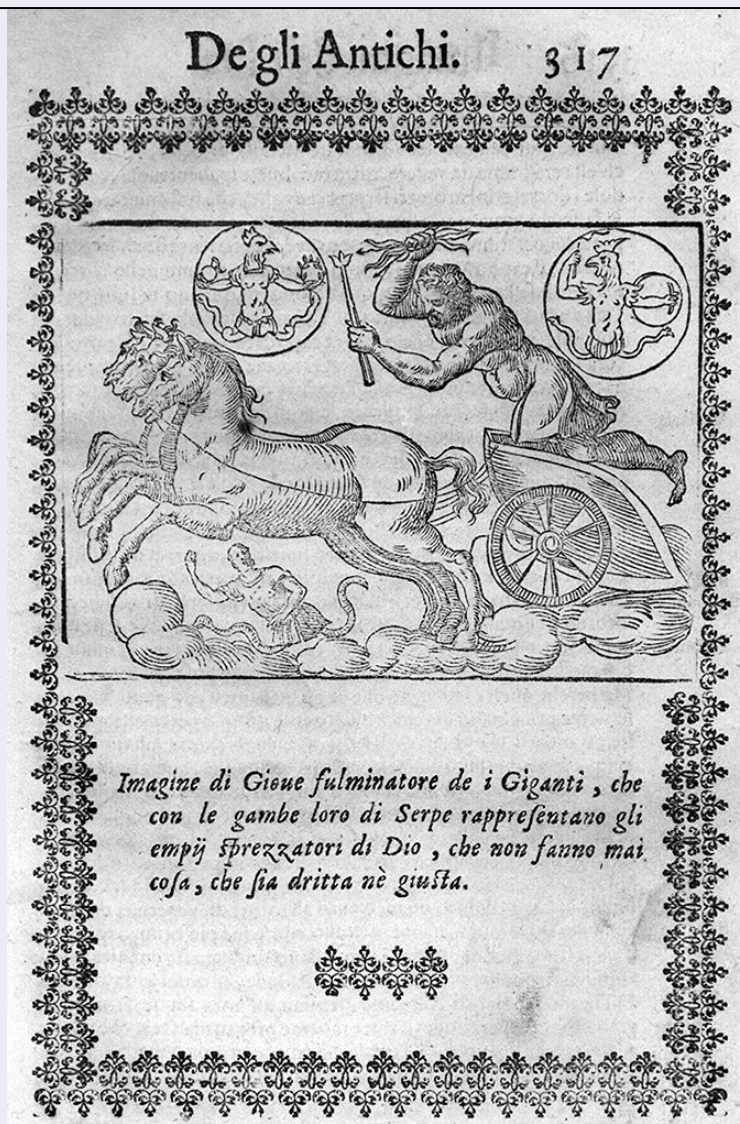 De gli Antichi. 317
Imagine di Gioue fulminatore de i Giganti, che
con le gambe loro di Serpe rappreſentano gli
empij ſprezzatori di Dio, che non fanno mai
coſa, che ſia dritta nè giuſta.